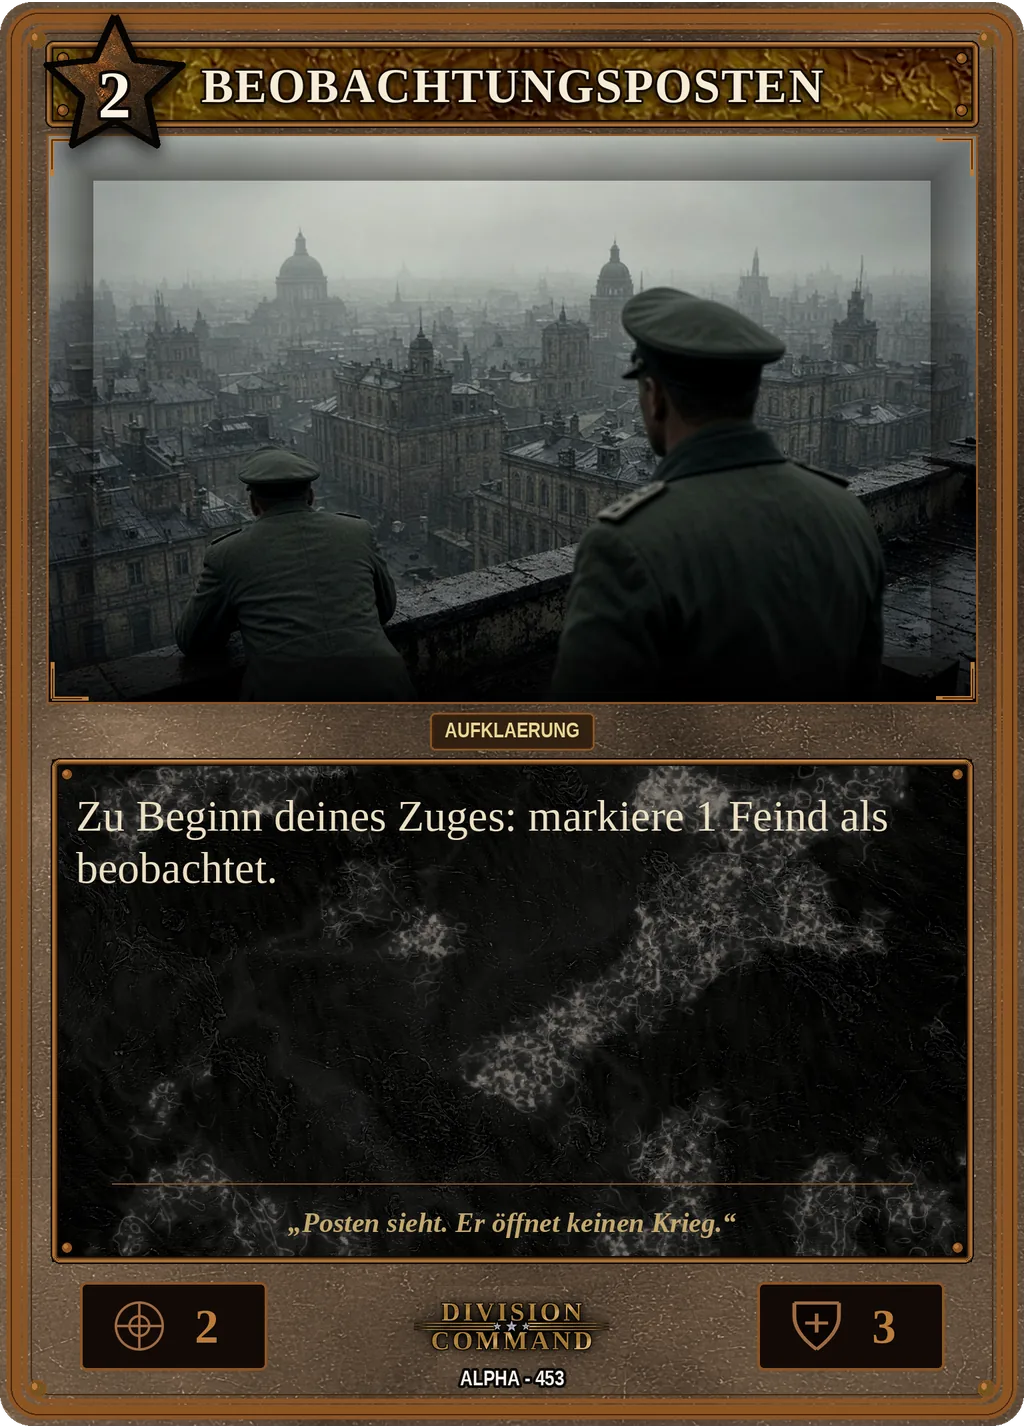 2
BEOBACHTUNGSPOSTEN
AUFKLAERUNG
Zu Beginn deines Zuges: markiere 1 Feind als
beobachtet.
„Posten sieht. Er öffnet keinen Krieg.“
2
DIVISION
COMMAND
3
ALPHA - 453